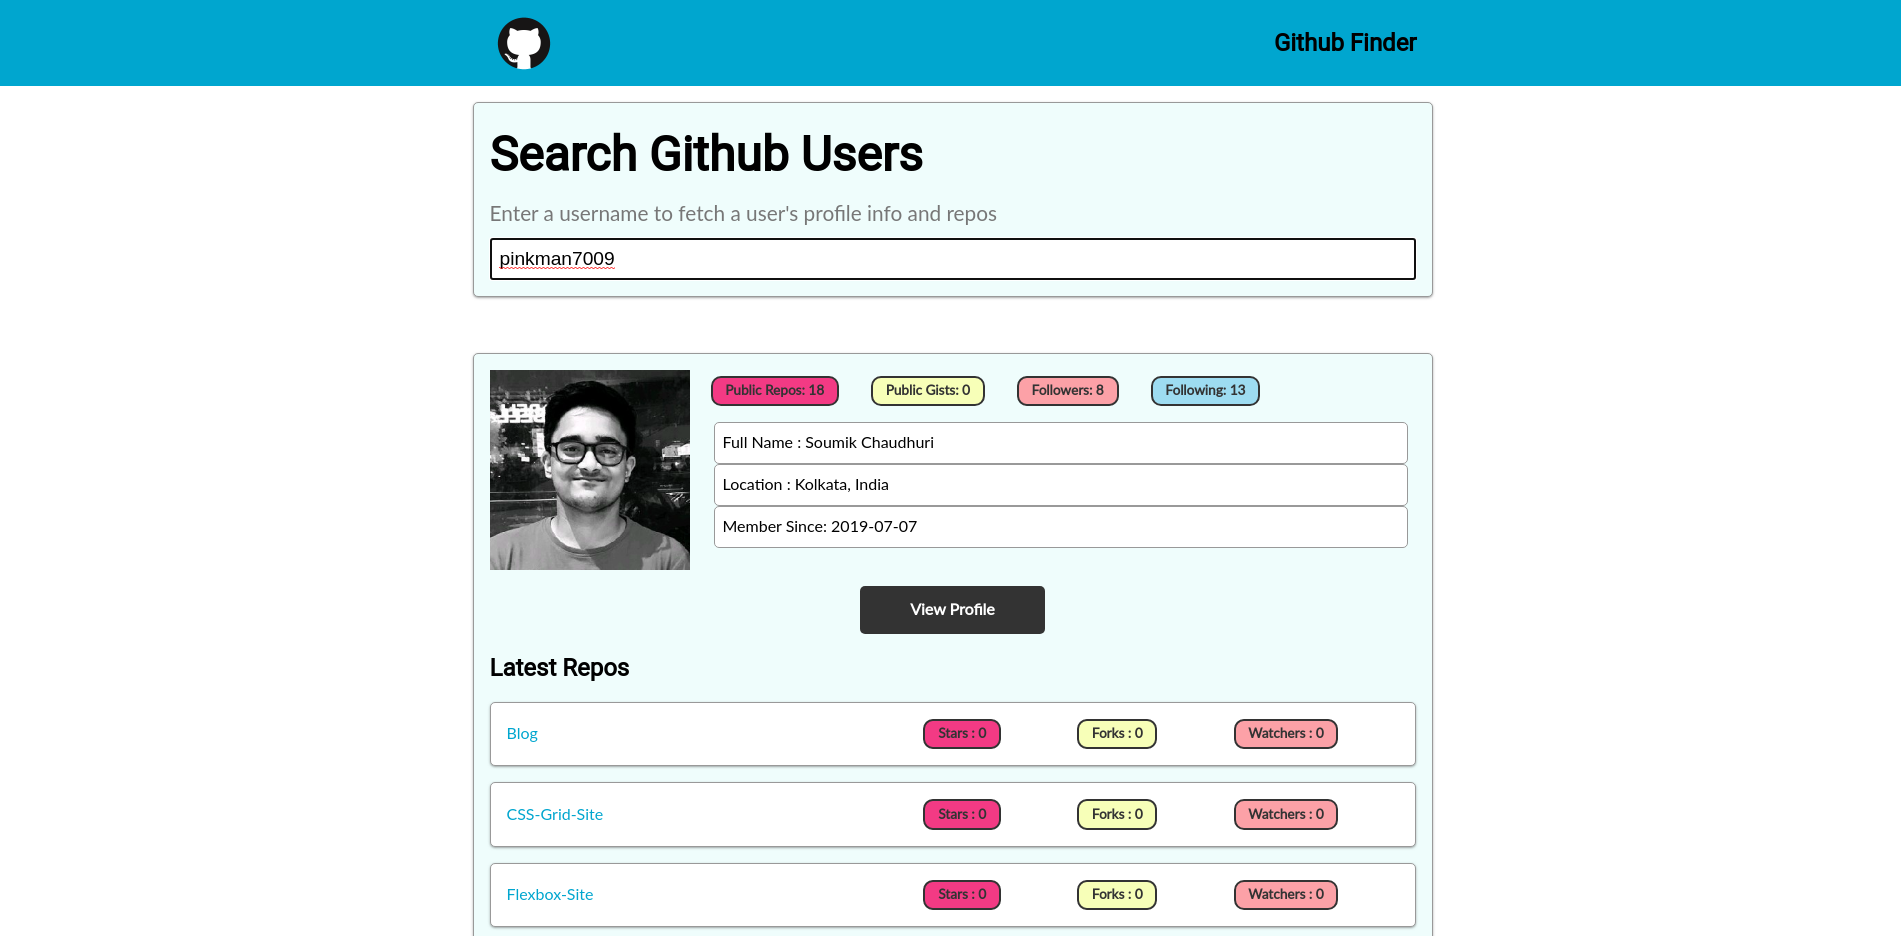 Github Finder
Search Github Users
Enter a username to fetch a user's profile info and repos
pinkman7009
Public Repos: 18 Public Gists: 0 Followers: 8 Following: 13
Full Name : Soumik Chaudhuri
Location : Kolkata, India
Member Since: 2019-07-07
View Profile
Latest Repos
Blog Stars : 0 Forks : 0 Watchers : 0
CSS-Grid-Site Stars : 0 Forks : 0 Watchers : 0
Flexbox-Site Stars : 0 Forks : 0 Watchers : 0